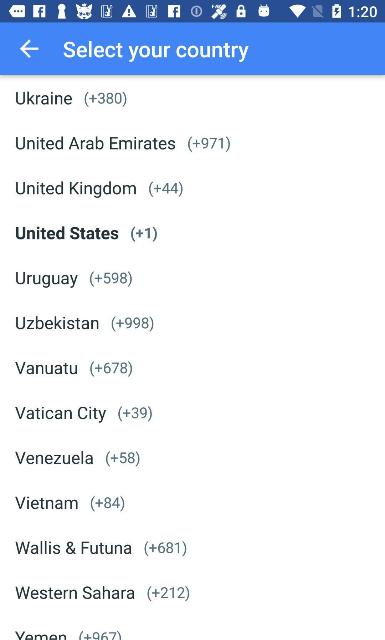 1:20
Select your country
Ukraine (+380)
United Arab Emirates (+971)
United Kingdom (+44)
United States (+1)
Uruguay (+598)
Uzbekistan (+998)
Vanuatu (+678)
Vatican City (+39)
Venezuela (+58)
Vietnam (+84)
Wallis & Futuna (+681)
Western Sahara (+212)
Yemen (+967)